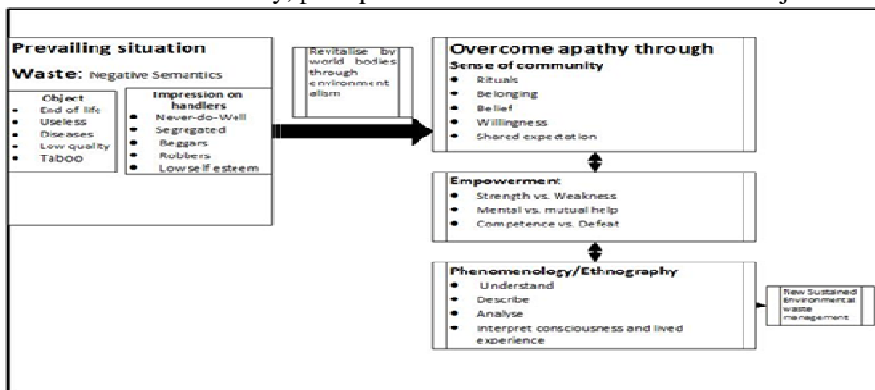 Prevailing situation
Waste: Negative Semantics
Object
• End of life
• Useless
• Diseases
• Low quality
• Taboo
Impression on
handlers
• Never-do-Well
• Segregated
• Beggars
• Robbers
• Low self esteem
Revitalise by
world bodies
through
environment
alism
Overcome apathy through
Sense of community
• Rituals
• Belonging
• Belief
• Willingness
• Shared expectation
Empowerment
• Strength vs. Weakness
• Mental vs. mutual help
• Competence vs. Defeat
Phenomenology/Ethnography
• Understand
• Describe
• Analyse
• Interpret consciousness and lived
experience
New Sustained
Environmental
waste
management